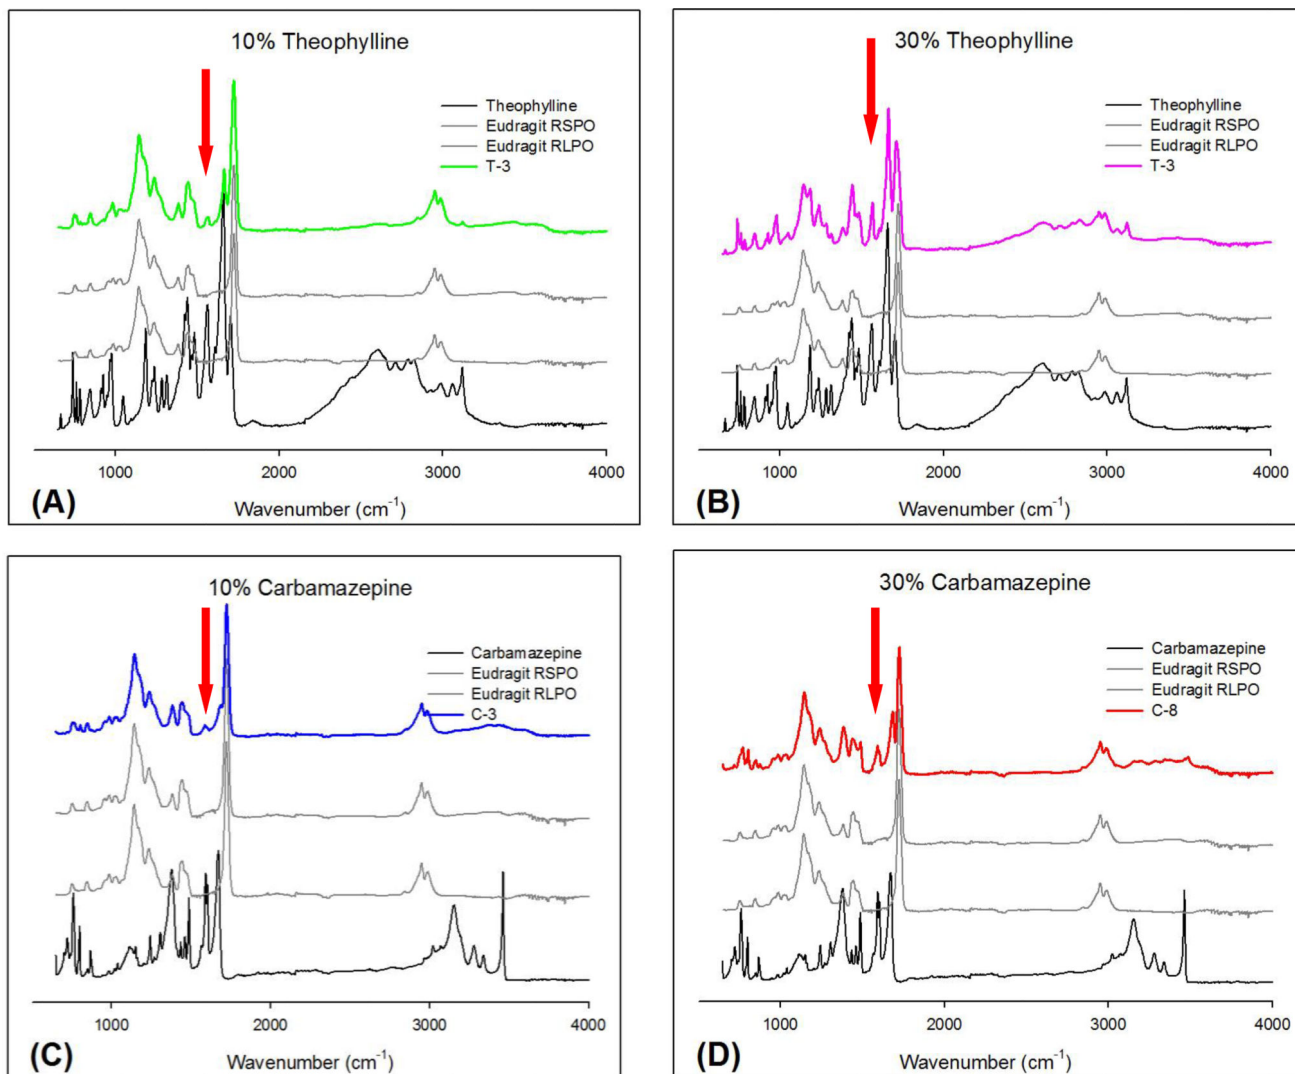 10% Theophylline
Theophylline
Eudragit RSPO
Eudragit RLPO
T-3
1000 2000 3000 4000
(A) Wavenumber (cm⁻¹)
30% Theophylline
Theophylline
Eudragit RSPO
Eudragit RLPO
T-3
1000 2000 3000 4000
(B) Wavenumber (cm⁻¹)
10% Carbamazepine
Carbamazepine
Eudragit RSPO
Eudragit RLPO
C-3
1000 2000 3000 4000
(C) Wavenumber (cm⁻¹)
30% Carbamazepine
Carbamazepine
Eudragit RSPO
Eudragit RLPO
C-8
1000 2000 3000 4000
(D) Wavenumber (cm⁻¹)